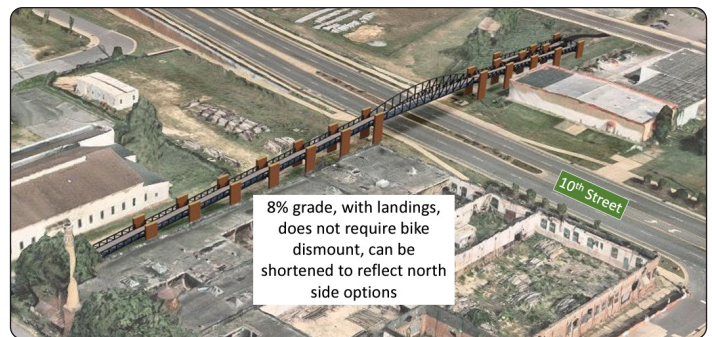 10th Street
8% grade, with landings,
does not require bike
dismount, can be
shortened to reflect north
side options